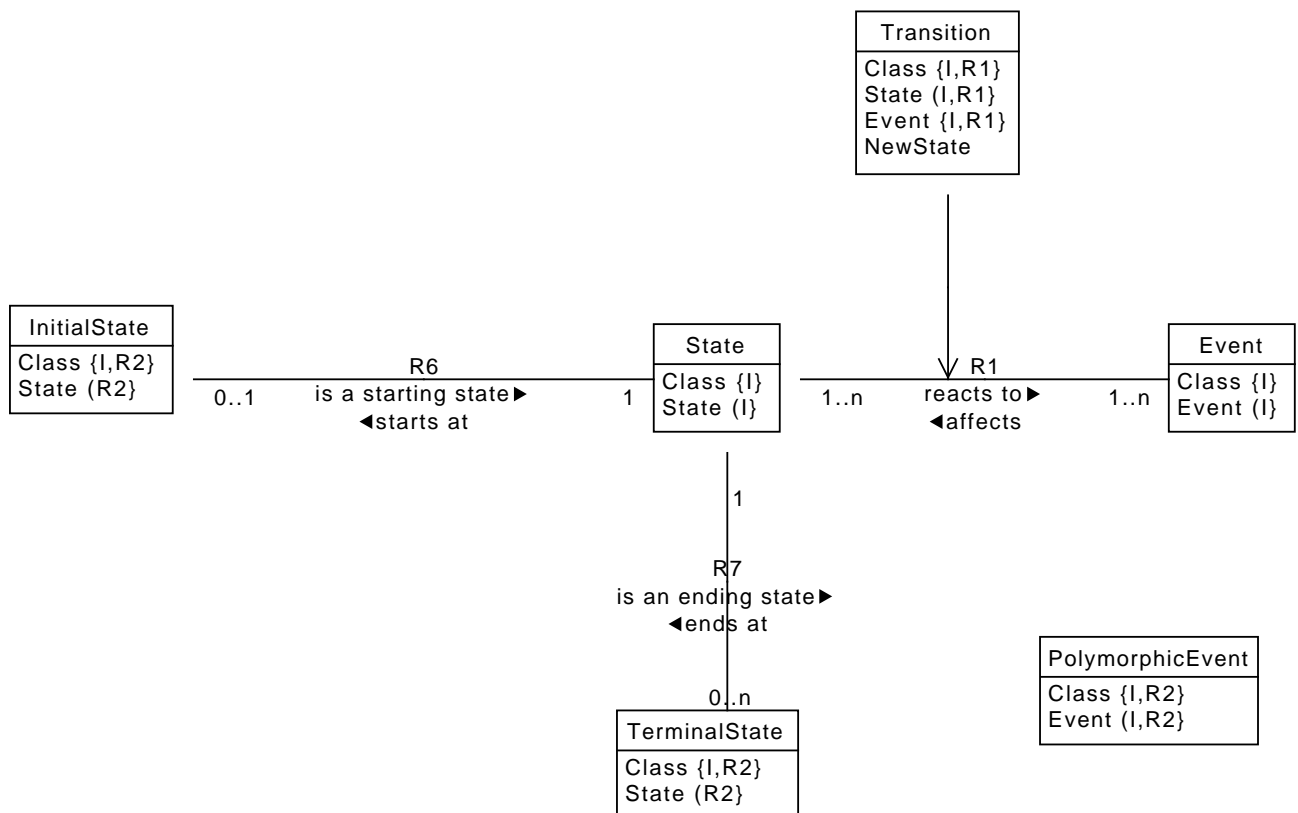 Transition
Class {I,R1}
State (I,R1}
Event {I,R1}
NewState
InitialState
Class {I,R2}
State (R2}
R6
0..1
is a starting state▶
1
◀starts at
State
Class {I}
State (I}
R1
1..n
reacts to▶
1..n
◀affects
Event
Class {I}
Event (I}
1
R7
is an ending state▶
◀ends at
0..n
TerminalState
Class {I,R2}
State (R2}
PolymorphicEvent
Class {I,R2}
Event (I,R2}